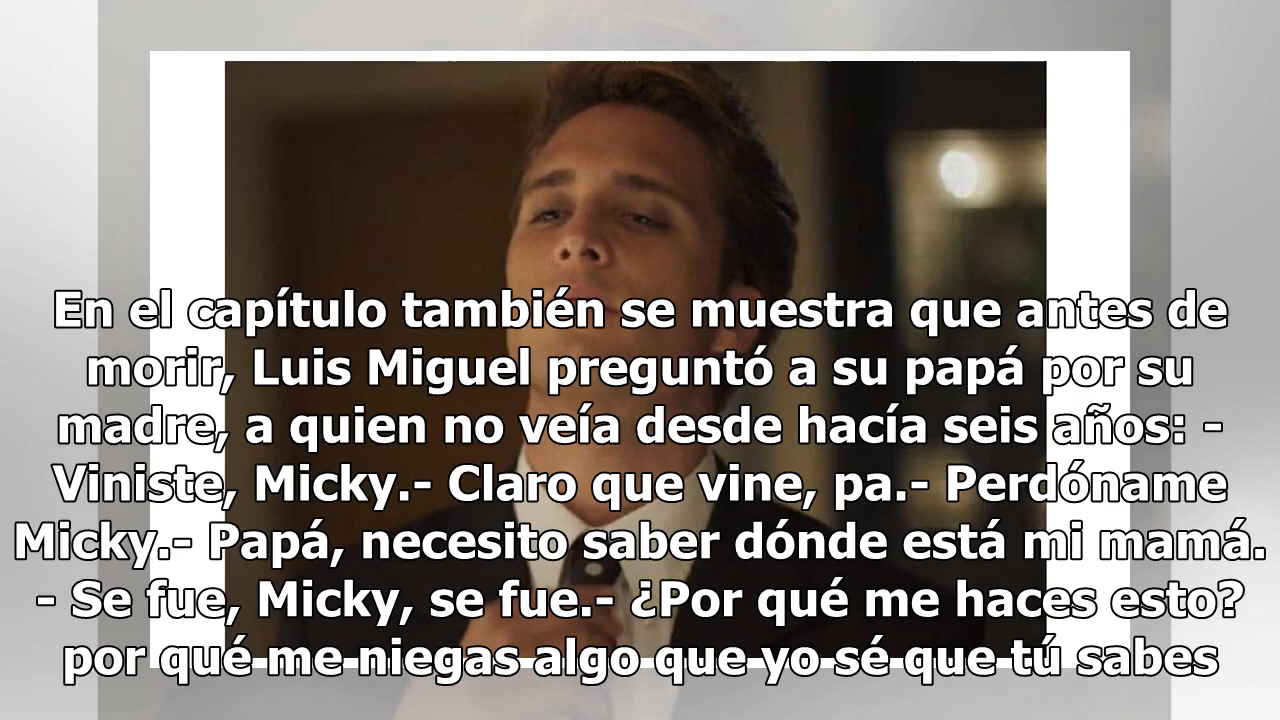 En el capítulo también se muestra que antes de
morir, Luis Miguel preguntó a su papá por su
madre, a quien no veía desde hacía seis años: -
Viniste, Micky.- Claro que vine, pa.- Perdóname
Micky.- Papá, necesito saber dónde está mi mamá.
- Se fue, Micky, se fue.- ¿Por qué me haces esto?
por qué me niegas algo que yo sé que tú sabes